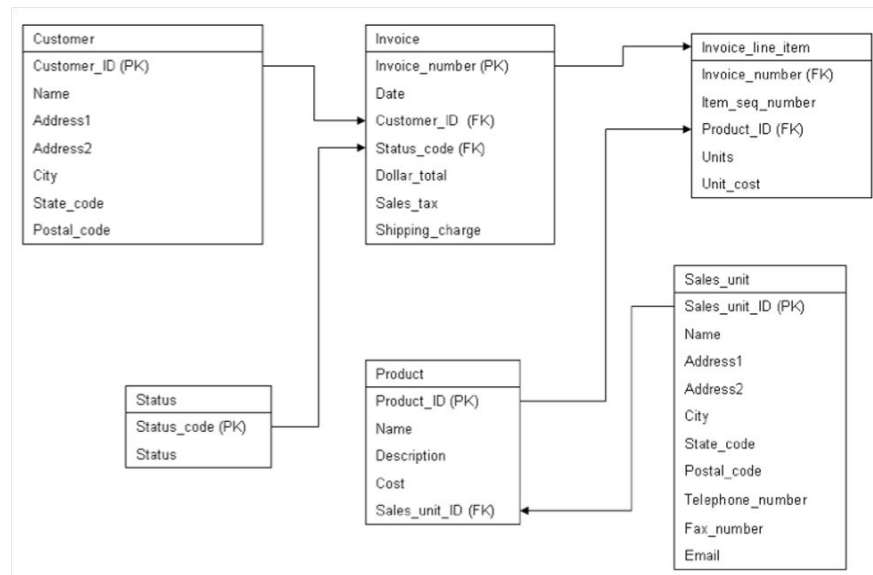 Customer
Customer_ID (PK)
Name
Address1
Address2
City
State_code
Postal_code
Invoice
Invoice_number (PK)
Date
Customer_ID (FK)
Status_code (FK)
Dollar_total
Sales_tax
Shipping_charge
Invoice_line_item
Invoice_number (FK)
Item_seq_number
Product_ID (FK)
Units
Unit_cost
Status
Status_code (PK)
Status
Product
Product_ID (PK)
Name
Description
Cost
Sales_unit_ID (FK)
Sales_unit
Sales_unit_ID (PK)
Name
Address1
Address2
City
State_code
Postal_code
Telephone_number
Fax_number
Email